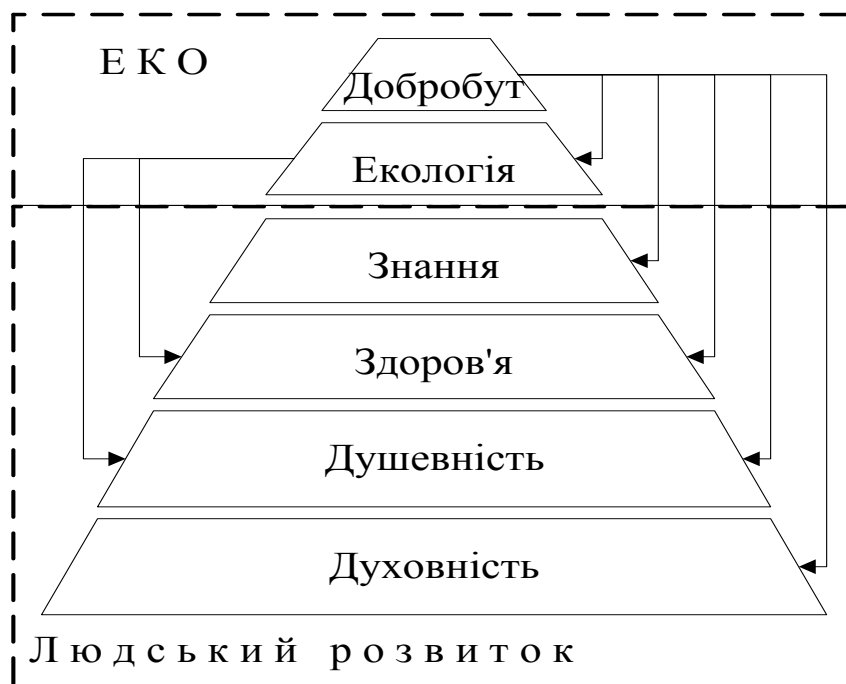 Е К О
Добробут
Екологія
Знання
Здоров'я
Душевність
Духовність
Л ю д с ь к и й р о з в и т о к